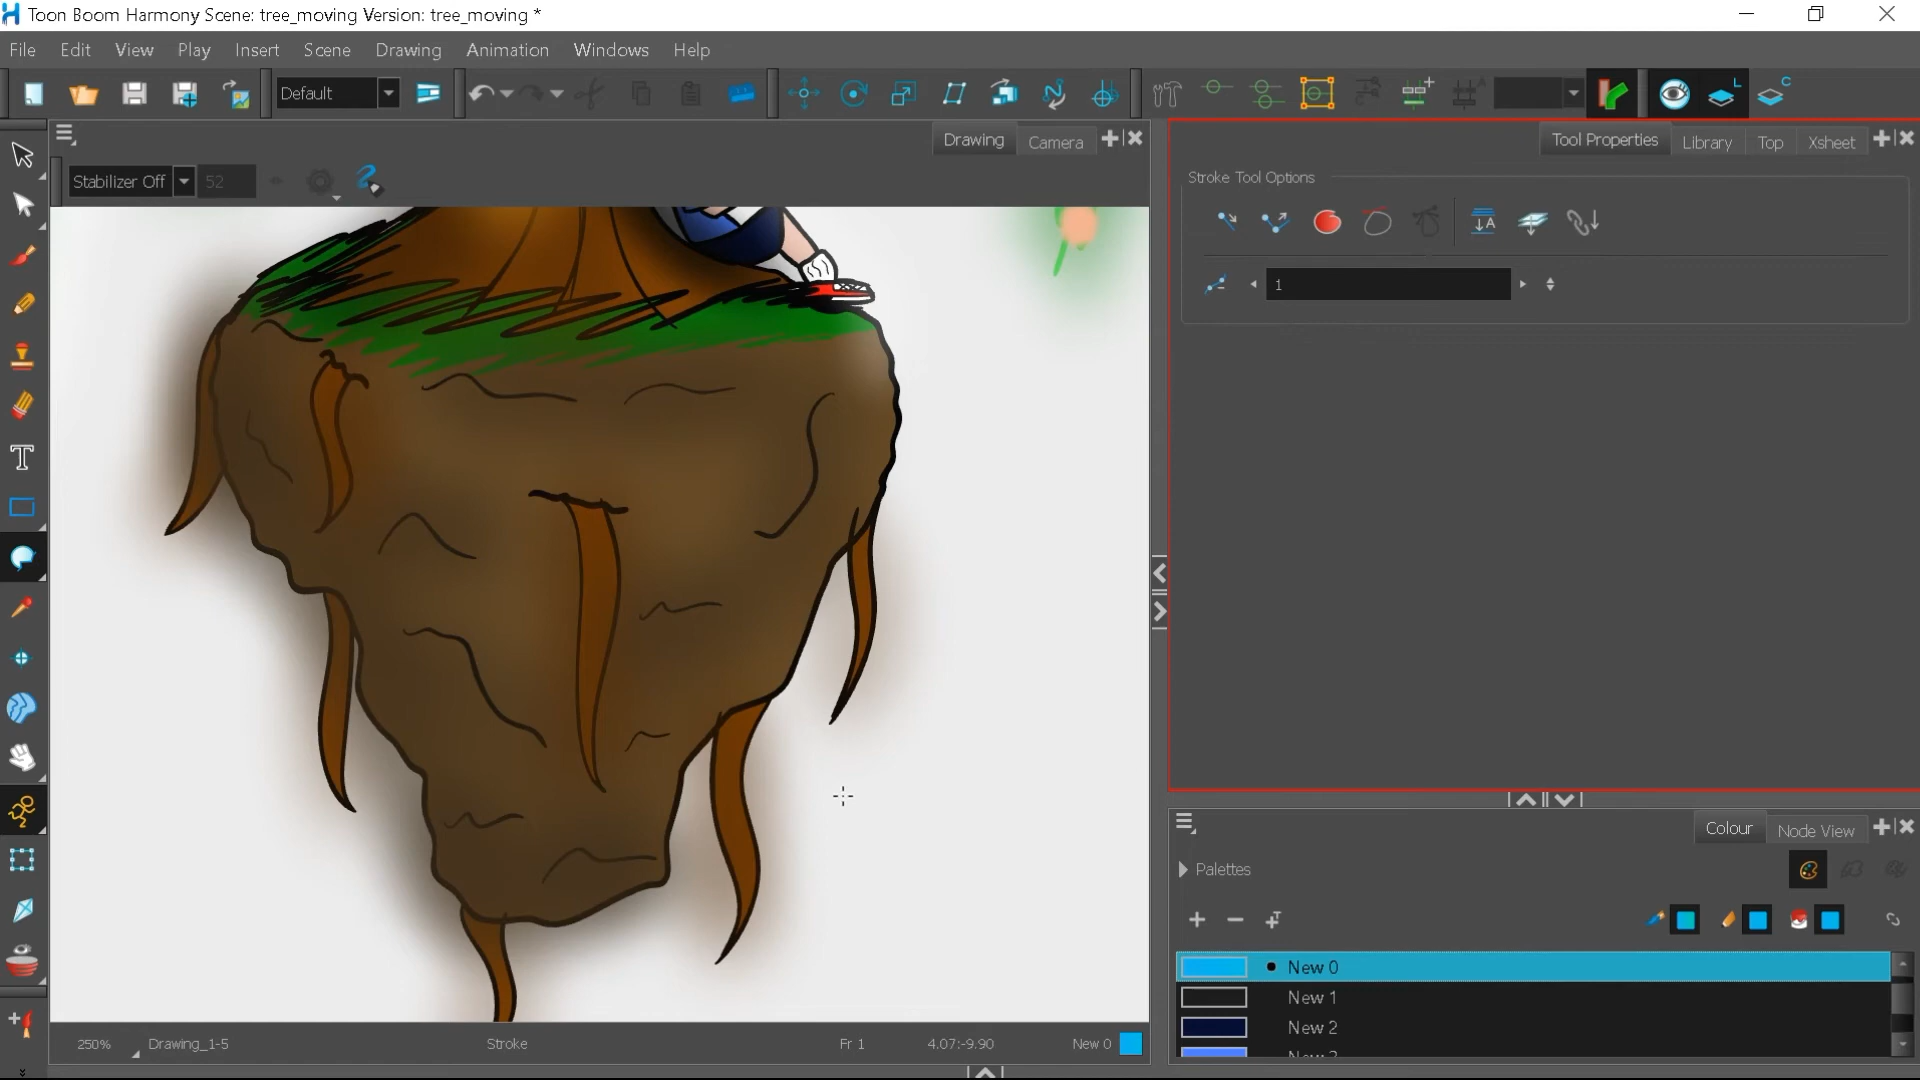 Toon Boom Harmony Scene: tree_moving Version: tree_moving *
File Edit View Play Insert Scene Drawing Animation Windows Help
Default
Drawing Camera
Tool Properties Library Top Xsheet
Stabilizer Off 52
Stroke Tool Options
1
Colour Node View
Palettes
New 0
New 1
New 2
250% Drawing_1-5 Stroke Fr 1 4.07:-9.90 New 0